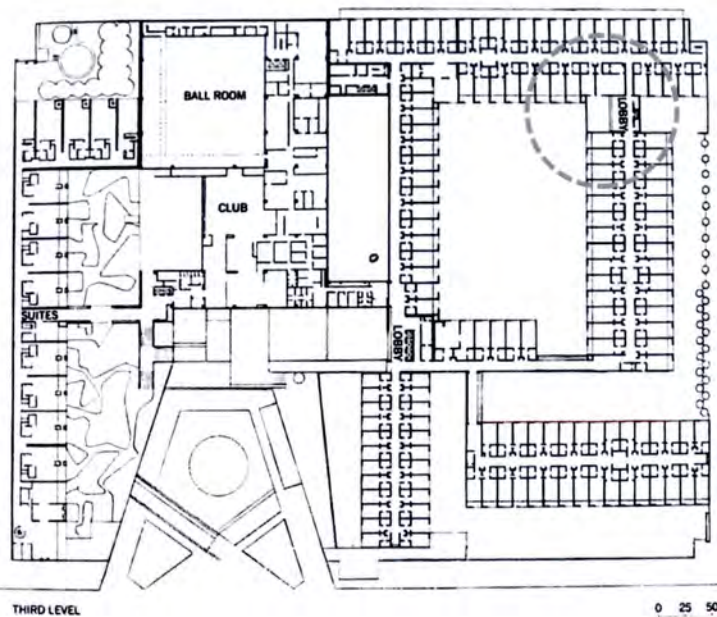 BALL ROOM
LOBBY
CLUB
SUITES
LOBBY
THIRD LEVEL
0 25 50